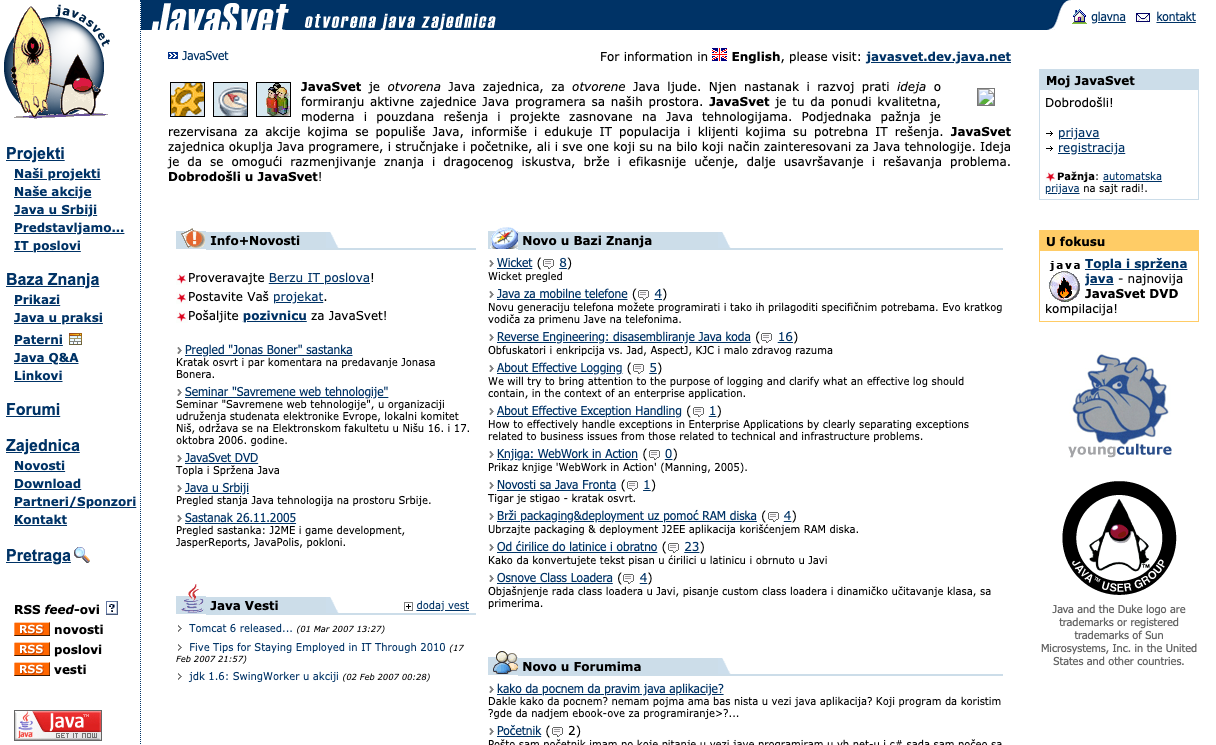 javasvet
JavaSvet otvorena java zajednica
glavna kontakt
Projekti
Naši projekti
Naše akcije
Java u Srbiji
Predstavljamo...
IT poslovi
Baza Znanja
Prikazi
Java u praksi
Paterni
Java Q&A
Linkovi
Forumi
Zajednica
Novosti
Download
Partneri/Sponzori
Kontakt
Pretraga
RSS feed-ovi ?
RSS novosti
RSS poslovi
RSS vesti
Java
GET IT NOW
JavaSvet
For information in English, please visit: javasvet.dev.java.net
JavaSvet je otvorena Java zajednica, za otvorene Java ljude. Njen nastanak i razvoj prati ideja o
formiranju aktivne zajednice Java programera sa naših prostora. JavaSvet je tu da ponudi kvalitetna,
moderna i pouzdana rešenja i projekte zasnovane na Java tehnologijama. Podjednaka pažnja je
rezervisana za akcije kojima se populiše Java, informiše i edukuje IT populacija i klijenti kojima su potrebna IT rešenja. JavaSvet
zajednica okuplja Java programere, i stručnjake i početnike, ali i sve one koji su na bilo koji način zainteresovani za Java tehnologije. Ideja
je da se omogući razmenjivanje znanja i dragocenog iskustva, brže i efikasnije učenje, dalje usavršavanje i rešavanja problema.
Dobrodošli u JavaSvet!
Info+Novosti
Proveravajte Berzu IT poslova!
Postavite Vaš projekat.
Pošaljite pozivnicu za JavaSvet!
Pregled "Jonas Boner" sastanka
Kratak osvrt i par komentara na predavanje Jonasa
Bonera.
Seminar "Savremene web tehnologije"
Seminar "Savremene web tehnologije", u organizaciji
udruženja studenata elektronike Evrope, lokalni komitet
Niš, održava se na Elektronskom fakultetu u Nišu 16. i 17.
oktobra 2006. godine.
JavaSvet DVD
Topla i Spržena Java
Java u Srbiji
Pregled stanja Java tehnologija na prostoru Srbije.
Sastanak 26.11.2005
Pregled sastanka: J2ME i game development,
JasperReports, JavaPolis, pokloni.
Java Vesti
dodaj vest
Tomcat 6 released... (01 Mar 2007 13:27)
Five Tips for Staying Employed in IT Through 2010 (17
Feb 2007 21:57)
jdk 1.6: SwingWorker u akciji (02 Feb 2007 00:28)
Novo u Bazi Znanja
Wicket ( 8)
Wicket pregled
Java za mobilne telefone ( 4)
Novu generaciju telefona možete programirati i tako ih prilagoditi specifičnim potrebama. Evo kratkog
vodiča za primenu Jave na telefonima.
Reverse Engineering: disasembliranje Java koda ( 16)
Obfuskatori i enkripcija vs. Jad, AspectJ, KJC i malo zdravog razuma
About Effective Logging ( 5)
We will try to bring attention to the purpose of logging and clarify what an effective log should
contain, in the context of an enterprise application.
About Effective Exception Handling ( 1)
How to effectively handle exceptions in Enterprise Applications by clearly separating exceptions
related to business issues from those related to technical and infrastructure problems.
Knjiga: WebWork in Action ( 0)
Prikaz knjige 'WebWork in Action' (Manning, 2005).
Novosti sa Java Fronta ( 1)
Tigar je stigao - kratak osvrt.
Brži packaging&deployment uz pomoć RAM diska ( 4)
Ubrzajte packaging & deployment J2EE aplikacija korišćenjem RAM diska.
Od ćirilice do latinice i obratno ( 23)
Kako da konvertujete tekst pisan u ćirilici u latinicu i obrnuto u Javi
Osnove Class Loadera ( 4)
Objašnjenje rada class loadera u Javi, pisanje custom class loadera i dinamičko učitavanje klasa, sa
primerima.
Novo u Forumima
kako da pocnem da pravim java aplikacije?
Dakle kako da pocnem? nemam pojma ama bas nista u vezi java aplikacija? Koji program da koristim
?gde da nadjem ebook-ove za programiranje>?...
Početnik ( 2)
Pošto sam početnik imam po koje pitanje u vezi jave programiram u vb.net-u i c# sada sam počeo sa
Moj JavaSvet
Dobrodošli!
prijava
registracija
Pažnja: automatska
prijava na sajt radi!.
U fokusu
java
Topla i spržena
java - najnovija
JavaSvet DVD
kompilacija!
youngculture
JAVA™ USER GROUP
Java and the Duke logo are
trademarks or registered
trademarks of Sun
Microsystems, Inc. in the United
States and other countries.